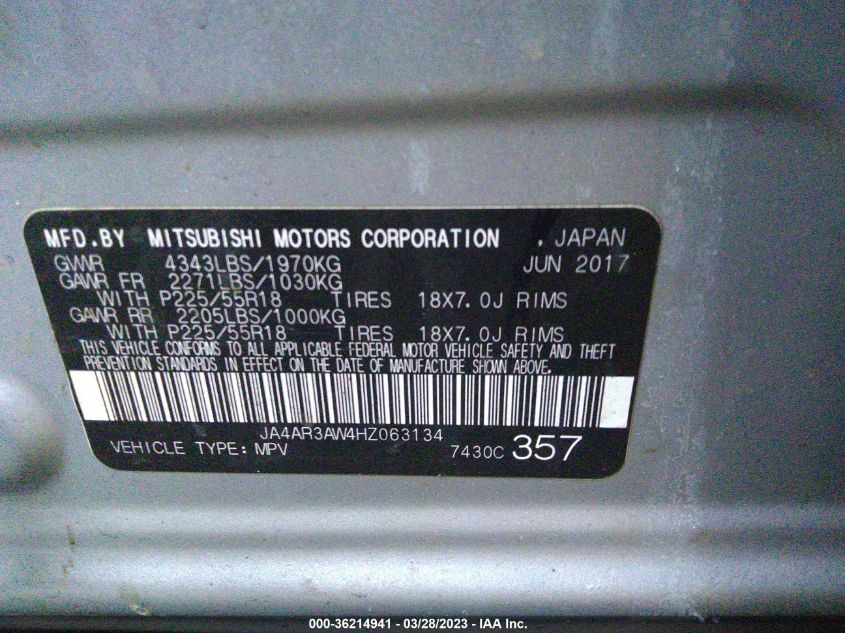 MFD.BY MITSUBISHI MOTORS CORPORATION , JAPAN
GVWR 4343LBS/1970KG JUN 2017
GAWR FR 2271LBS/1030KG
WITH P225/55R18 TIRES 18X7.0J RIMS
GAWR RR 2205LBS/1000KG
WITH P225/55R18 TIRES 18X7.0J RIMS
THIS VEHICLE CONFORMS TO ALL APPLICABLE FEDERAL MOTOR VEHICLE SAFETY AND THEFT
PREVENTION STANDARDS IN EFFECT ON THE DATE OF MANUFACTURE SHOWN ABOVE.
JA4AR3AW4HZ063134
VEHICLE TYPE: MPV 7430C 357
000-36214941 - 03/28/2023 - IAA Inc.